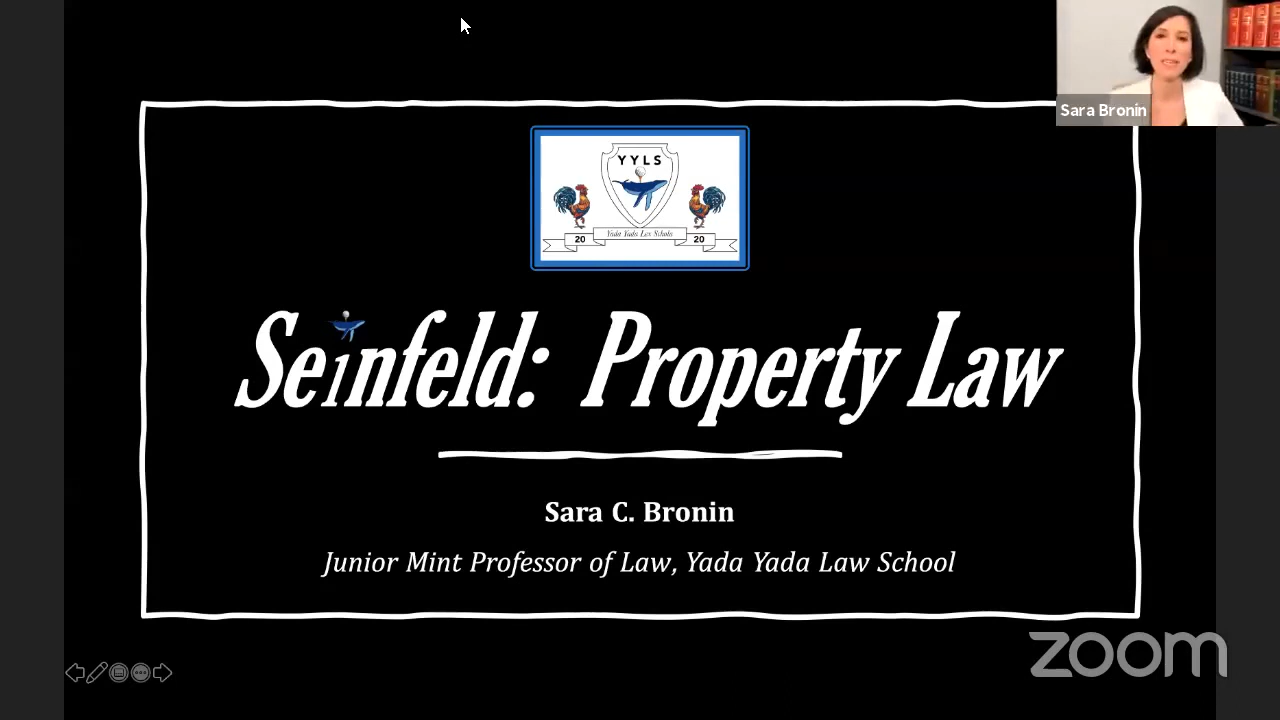 Sara Bronin
YYLS
Yada Yada Law Schola
20 20
Seinfeld: Property Law
Sara C. Bronin
Junior Mint Professor of Law, Yada Yada Law School
zoom